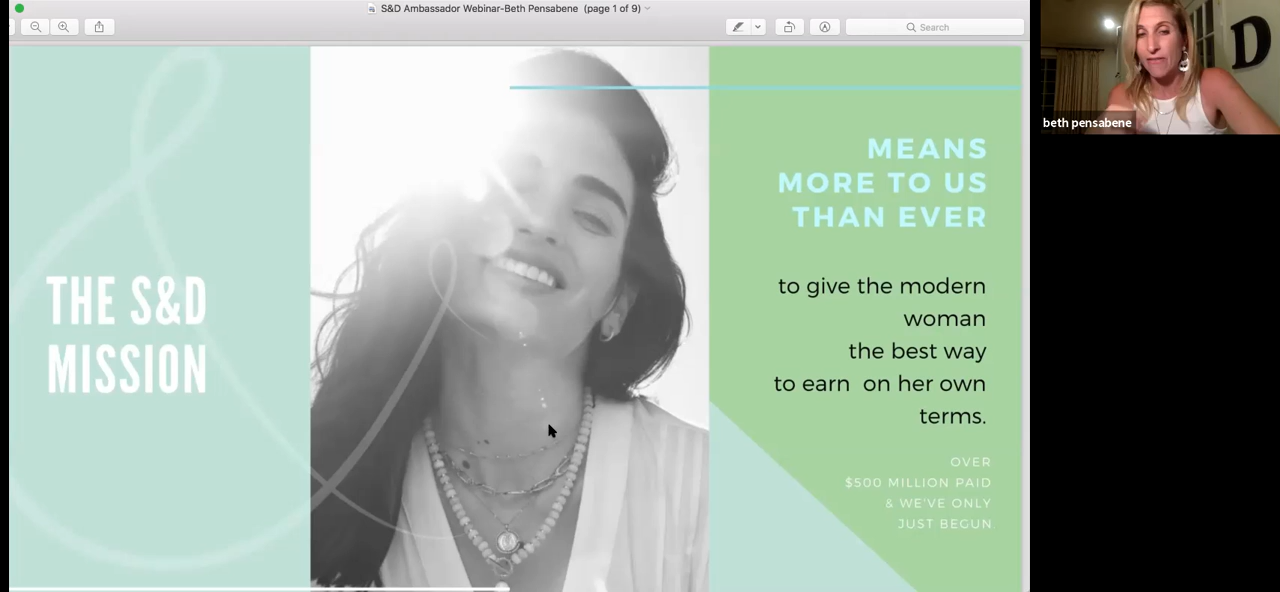 S&D Ambassador Webinar-Beth Pensabene (page 1 of 9)
Search
D
beth pensabene
THE S&D
MISSION
MEANS
MORE TO US
THAN EVER
to give the modern
woman
the best way
to earn on her own
terms.
OVER
$500 MILLION PAID
& WE'VE ONLY
JUST BEGUN